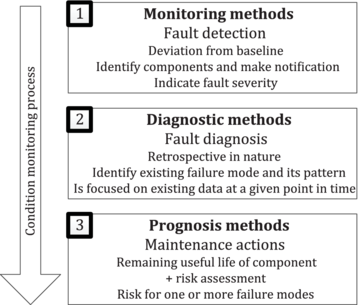 Condition monitoring process
1
Monitoring methods
Fault detection
Deviation from baseline
Identify components and make notification
Indicate fault severity
2
Diagnostic methods
Fault diagnosis
Retrospective in nature
Identify existing failure mode and its pattern
Is focused on existing data at a given point in time
3
Prognosis methods
Maintenance actions
Remaining useful life of component
+ risk assessment
Risk for one or more failure modes